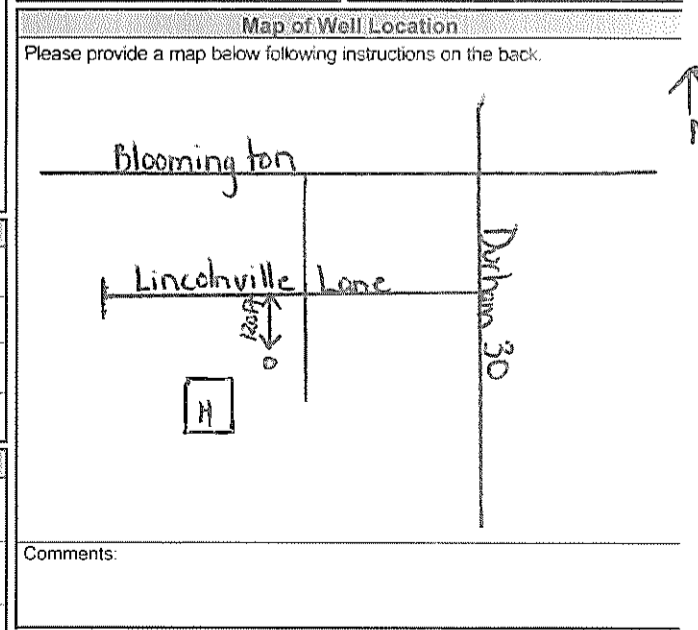 Map of Well Location
Please provide a map below following instructions on the back.
Bloomington
Lincolnville Lane
Durham 30
120ft
H
Comments: